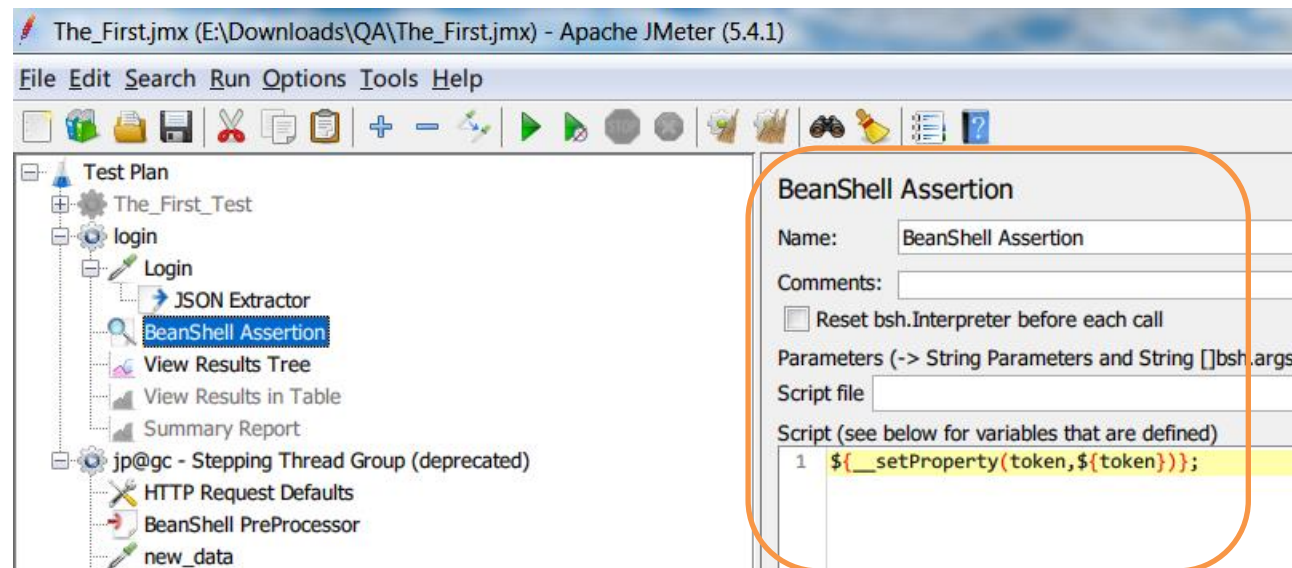 The_First.jmx (E:\Downloads\QA\The_First.jmx) - Apache JMeter (5.4.1)
File Edit Search Run Options Tools Help
STOP
Test Plan
The_First_Test
login
Login
JSON Extractor
BeanShell Assertion
View Results Tree
View Results in Table
Summary Report
jp@gc - Stepping Thread Group (deprecated)
HTTP Request Defaults
BeanShell PreProcessor
new_data
BeanShell Assertion
Name: BeanShell Assertion
Comments:
Reset bsh.Interpreter before each call
Parameters (-> String Parameters and String []bsh.args
Script file
Script (see below for variables that are defined)
1 ${__setProperty(token,${token})};